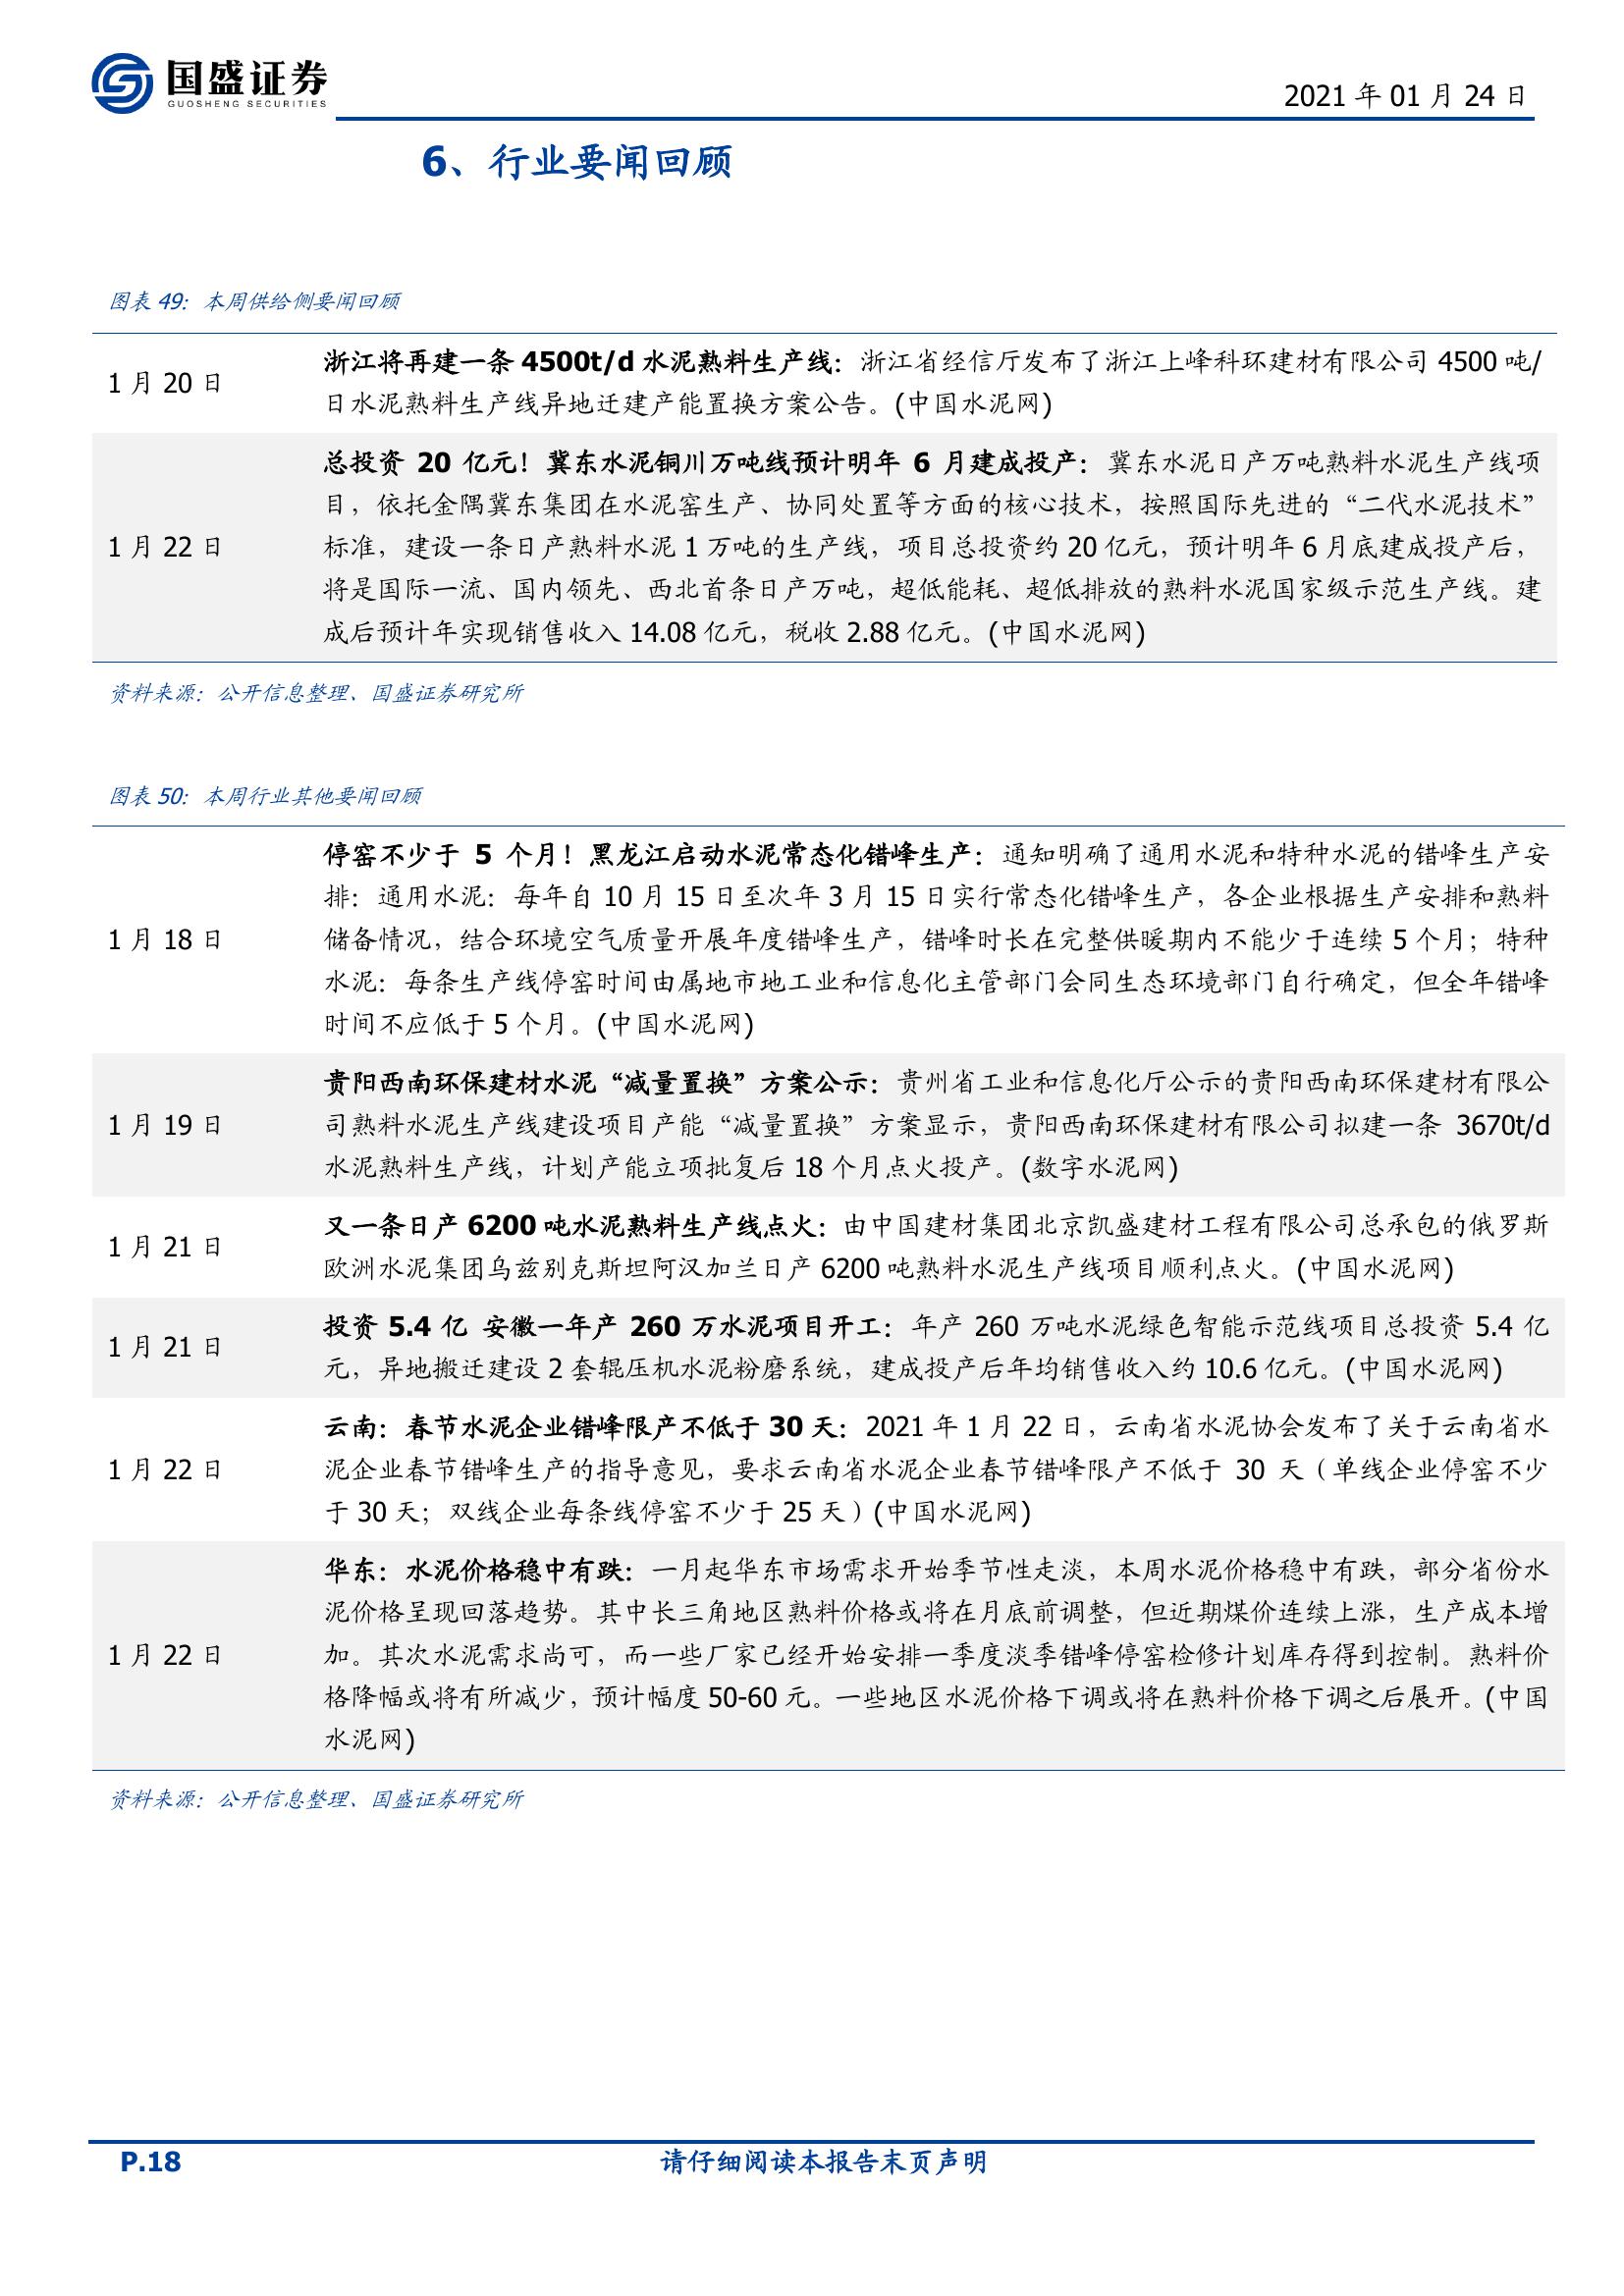 国盛证券
GUOSHENG SECURITIES
2021 年 01 月 24 日
6、行业要闻回顾
图表 49：本周供给侧要闻回顾
1 月 20 日
浙江将再建一条 4500t/d 水泥熟料生产线：浙江省经信厅发布了浙江上峰科环建材有限公司 4500 吨/
日水泥熟料生产线异地迁建产能置换方案公告。(中国水泥网)
1 月 22 日
总投资 20 亿元！冀东水泥铜川万吨线预计明年 6 月建成投产：冀东水泥日产万吨熟料水泥生产线项
目，依托金隅冀东集团在水泥窑生产、协同处置等方面的核心技术，按照国际先进的“二代水泥技术”
标准，建设一条日产熟料水泥 1 万吨的生产线，项目总投资约 20 亿元，预计明年 6 月底建成投产后，
将是国际一流、国内领先、西北首条日产万吨，超低能耗、超低排放的熟料水泥国家级示范生产线。建
成后预计年实现销售收入 14.08 亿元，税收 2.88 亿元。(中国水泥网)
资料来源：公开信息整理、国盛证券研究所
图表 50：本周行业其他要闻回顾
1 月 18 日
停窑不少于 5 个月！黑龙江启动水泥常态化错峰生产：通知明确了通用水泥和特种水泥的错峰生产安
排：通用水泥：每年自 10 月 15 日至次年 3 月 15 日实行常态化错峰生产，各企业根据生产安排和熟料
储备情况，结合环境空气质量开展年度错峰生产，错峰时长在完整供暖期内不能少于连续 5 个月；特种
水泥：每条生产线停窑时间由属地市地工业和信息化主管部门会同生态环境部门自行确定，但全年错峰
时间不应低于 5 个月。(中国水泥网)
1 月 19 日
贵阳西南环保建材水泥“减量置换”方案公示：贵州省工业和信息化厅公示的贵阳西南环保建材有限公
司熟料水泥生产线建设项目产能“减量置换”方案显示，贵阳西南环保建材有限公司拟建一条 3670t/d
水泥熟料生产线，计划产能立项批复后 18 个月点火投产。(数字水泥网)
1 月 21 日
又一条日产 6200 吨水泥熟料生产线点火：由中国建材集团北京凯盛建材工程有限公司总承包的俄罗斯
欧洲水泥集团乌兹别克斯坦阿汉加兰日产 6200 吨熟料水泥生产线项目顺利点火。(中国水泥网)
1 月 21 日
投资 5.4 亿 安徽一年产 260 万水泥项目开工：年产 260 万吨水泥绿色智能示范线项目总投资 5.4 亿
元，异地搬迁建设 2 套辊压机水泥粉磨系统，建成投产后年均销售收入约 10.6 亿元。(中国水泥网)
1 月 22 日
云南：春节水泥企业错峰限产不低于 30 天：2021 年 1 月 22 日，云南省水泥协会发布了关于云南省水
泥企业春节错峰生产的指导意见，要求云南省水泥企业春节错峰限产不低于 30 天（单线企业停窑不少
于 30 天；双线企业每条线停窑不少于 25 天）(中国水泥网)
1 月 22 日
华东：水泥价格稳中有跌：一月起华东市场需求开始季节性走淡，本周水泥价格稳中有跌，部分省份水
泥价格呈现回落趋势。其中长三角地区熟料价格或将在月底前调整，但近期煤价连续上涨，生产成本增
加。其次水泥需求尚可，而一些厂家已经开始安排一季度淡季错峰停窑检修计划库存得到控制。熟料价
格降幅或将有所减少，预计幅度 50-60 元。一些地区水泥价格下调或将在熟料价格下调之后展开。(中国
水泥网)
资料来源：公开信息整理、国盛证券研究所
P.18
请仔细阅读本报告末页声明